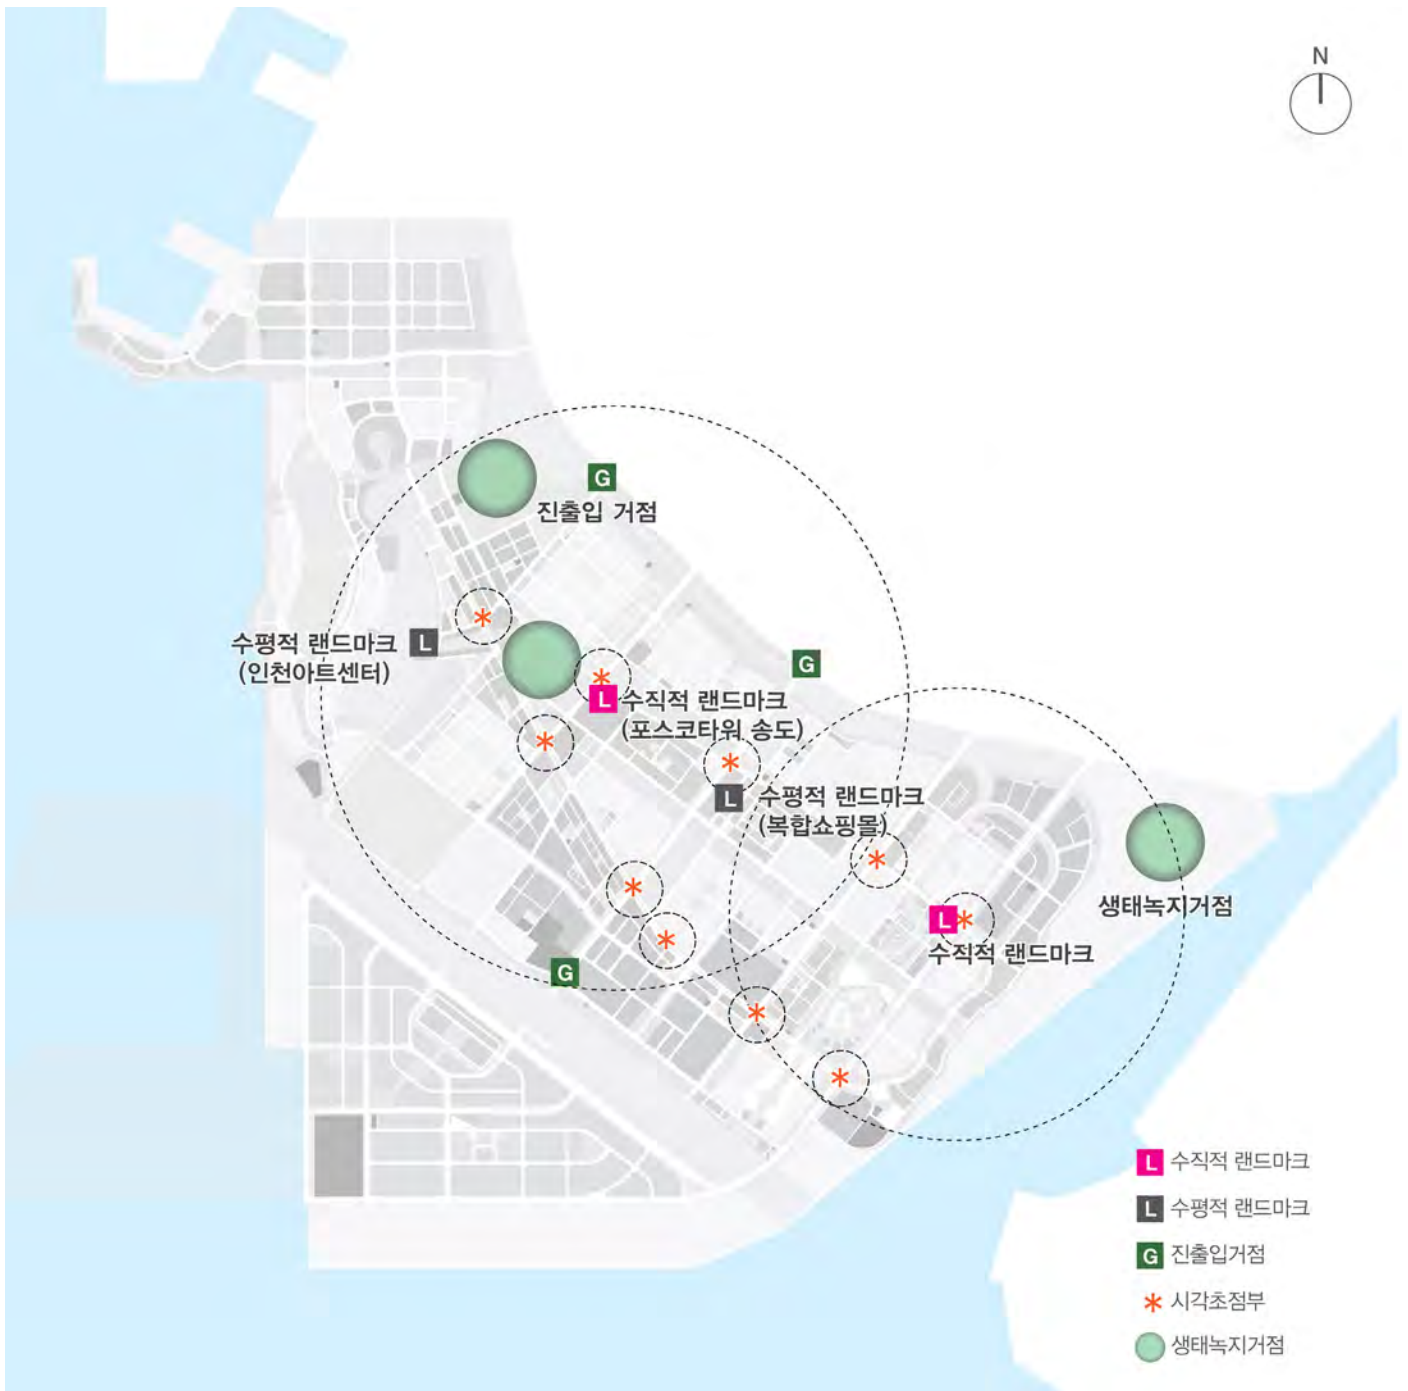 N
G
진출입 거점
수평적 랜드마크
(인천아트센터)
L
G
L
수직적 랜드마크
(포스코타워 송도)
L
수평적 랜드마크
(복합쇼핑몰)
생태녹지거점
L
수직적 랜드마크
G
L 수직적 랜드마크
L 수평적 랜드마크
G 진출입거점
시각초점부
생태녹지거점